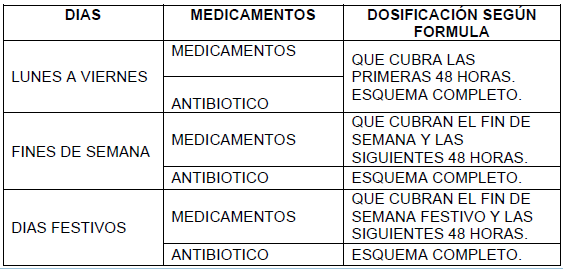 DIAS MEDICAMENTOS DOSIFICACIÓN SEGÚN
FORMULA
LUNES A VIERNES
MEDICAMENTOS
ANTIBIOTICO
QUE CUBRA LAS
PRIMERAS 48 HORAS.
ESQUEMA COMPLETO.
FINES DE SEMANA
MEDICAMENTOS
QUE CUBRAN EL FIN DE
SEMANA Y LAS
SIGUIENTES 48 HORAS.
ANTIBIOTICO
ESQUEMA COMPLETO.
DIAS FESTIVOS
MEDICAMENTOS
QUE CUBRAN EL FIN DE
SEMANA FESTIVO Y LAS
SIGUIENTES 48 HORAS.
ANTIBIOTICO
ESQUEMA COMPLETO.